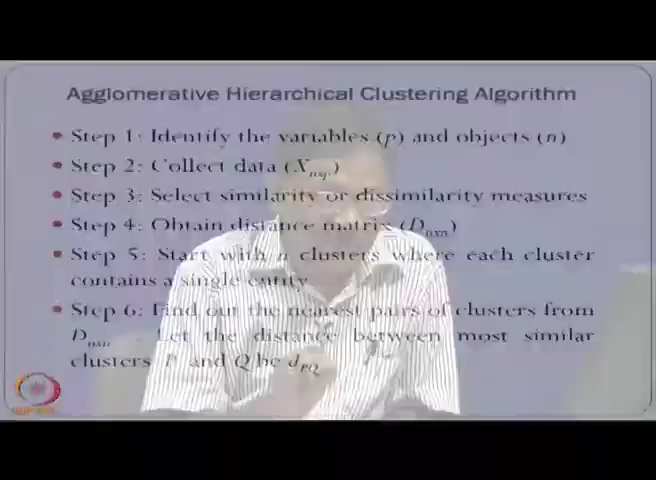 Agglomerative Hierarchical Clustering Algorithm
• Step 1: Identify the variables (p) and objects (n)
• Step 2: Collect data (Xnxp)
• Step 3: Select similarity or dissimilarity measures
• Step 4: Obtain distance matrix (Dnxn)
• Step 5: Start with n clusters where each cluster
contains a single entity
• Step 6: Find out the nearest pairs of clusters from
Dnxn . Let the distance between most similar
clusters P and Q be dPQ